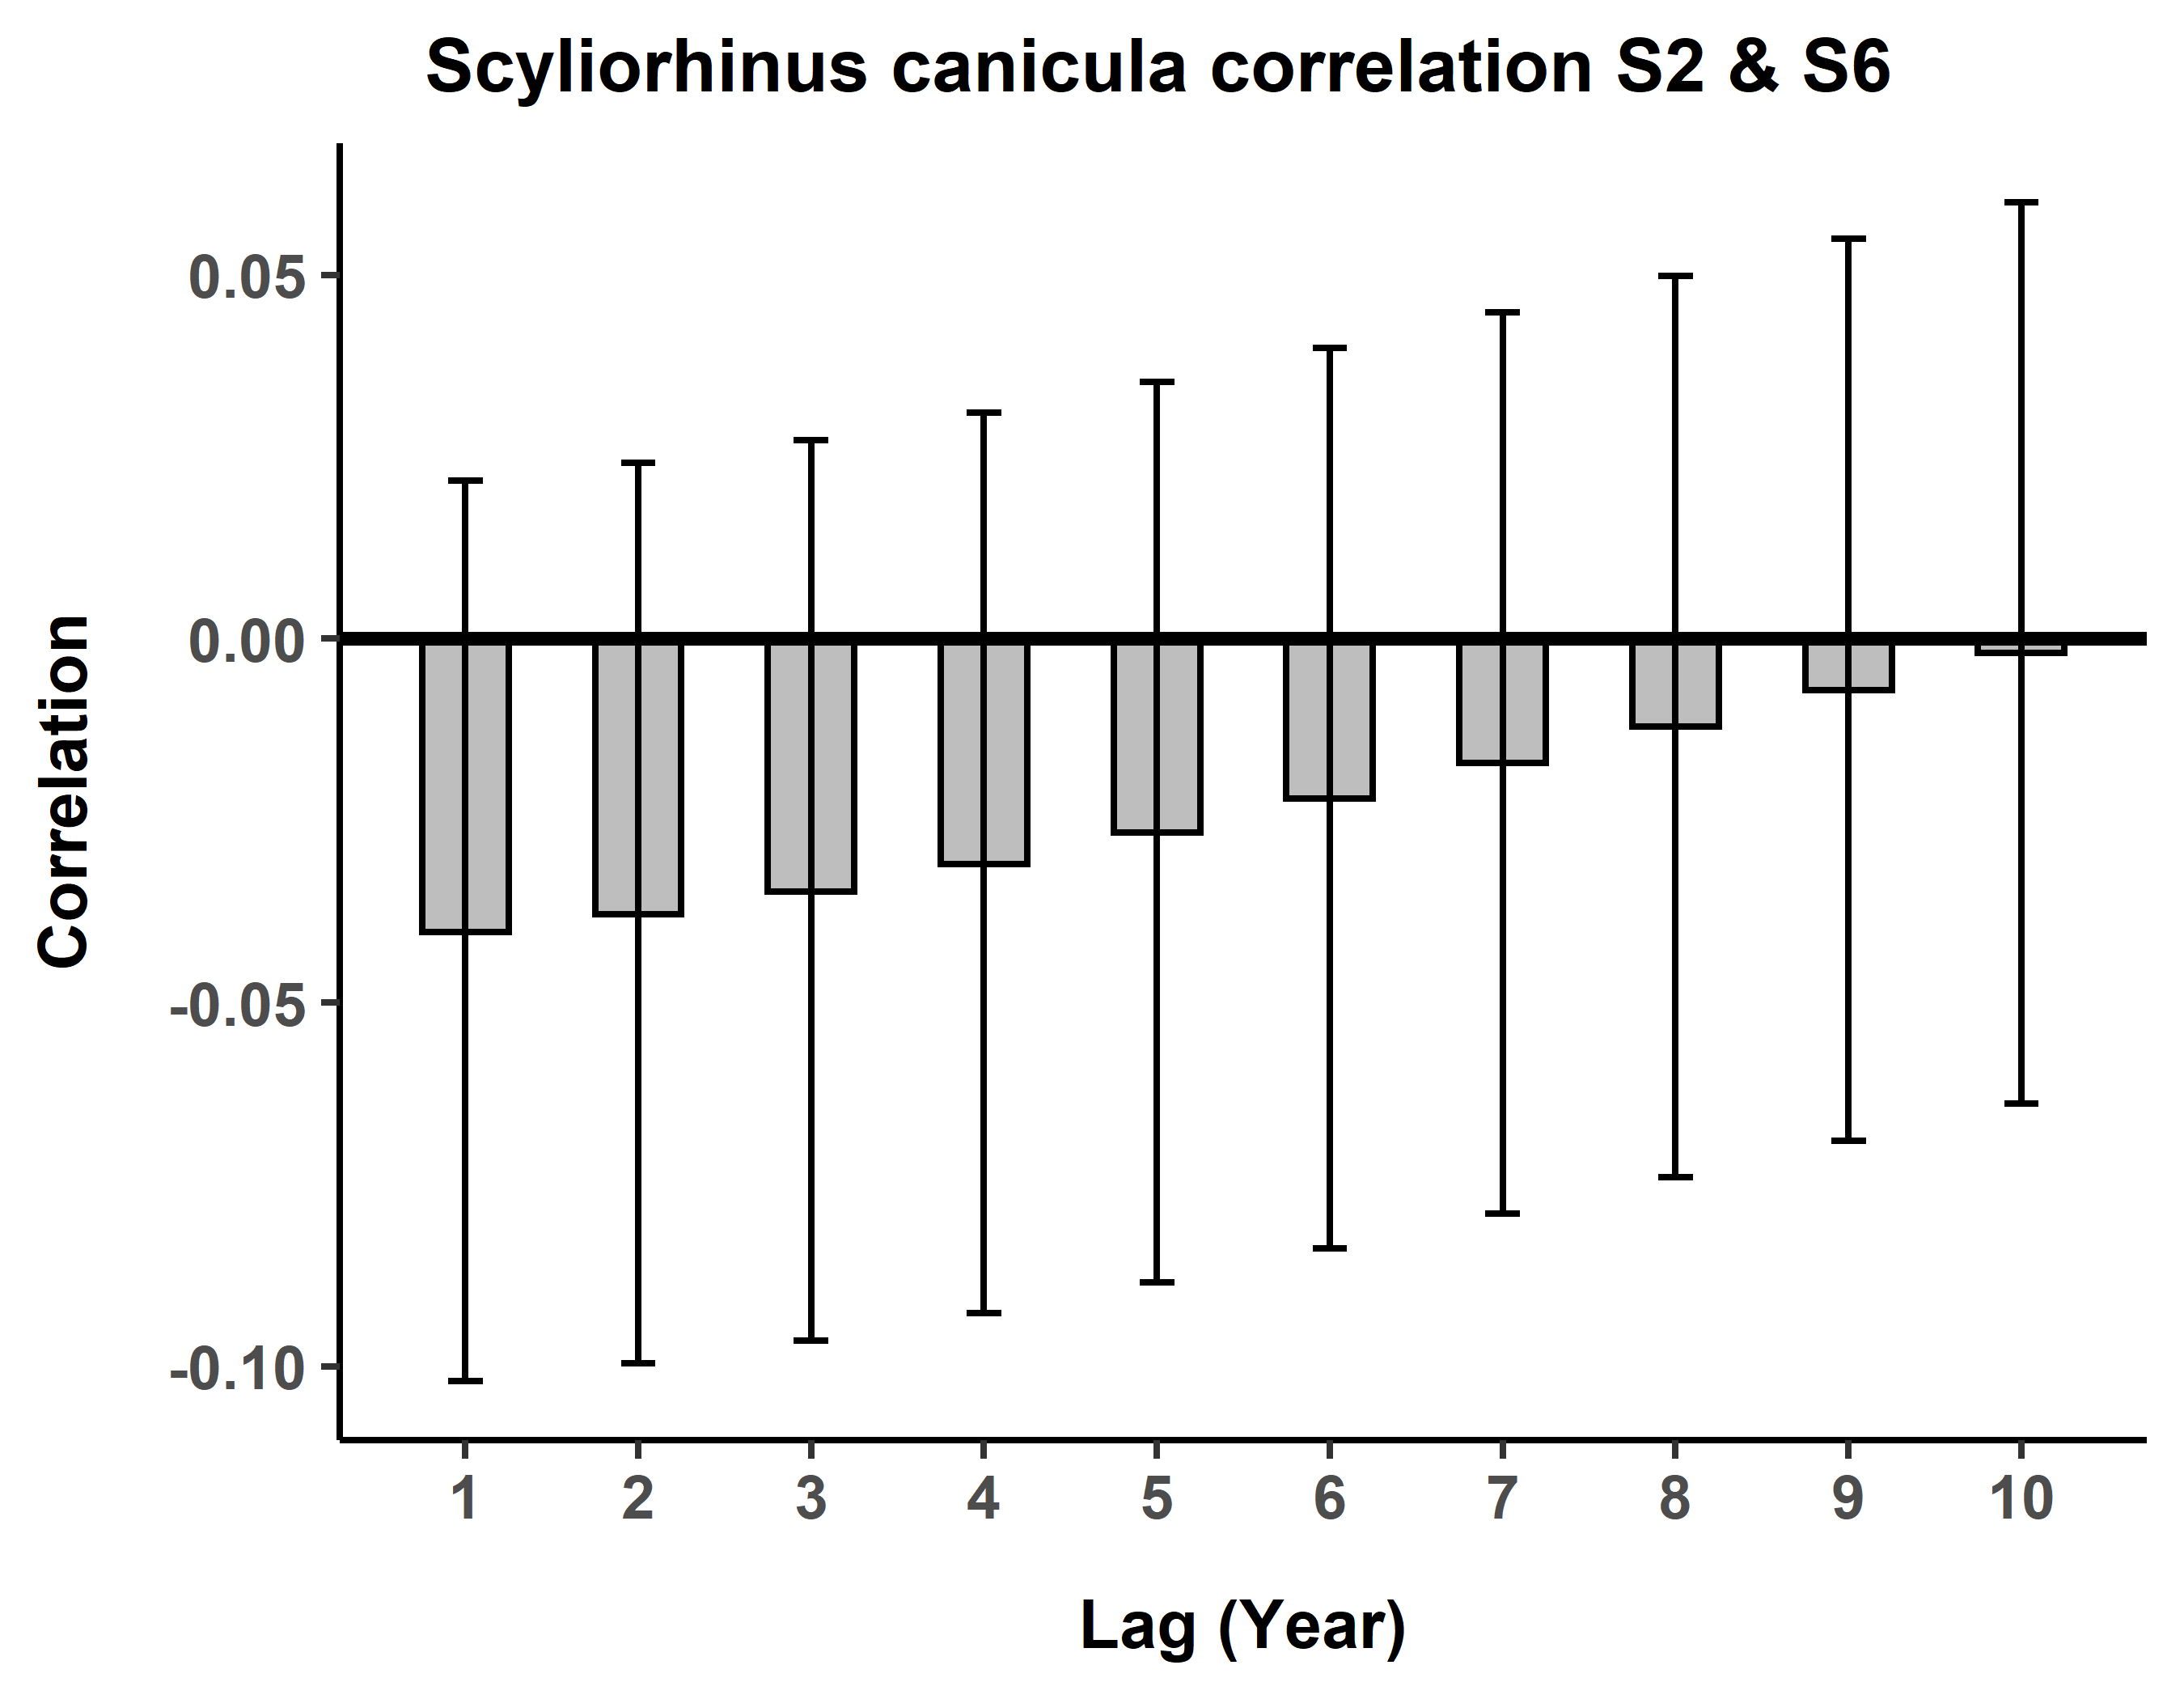 Scyliorhinus canicula correlation S2 & S6
Correlation
0.05
0.00
-0.05
-0.10
1 2 3 4 5 6 7 8 9 10
Lag (Year)